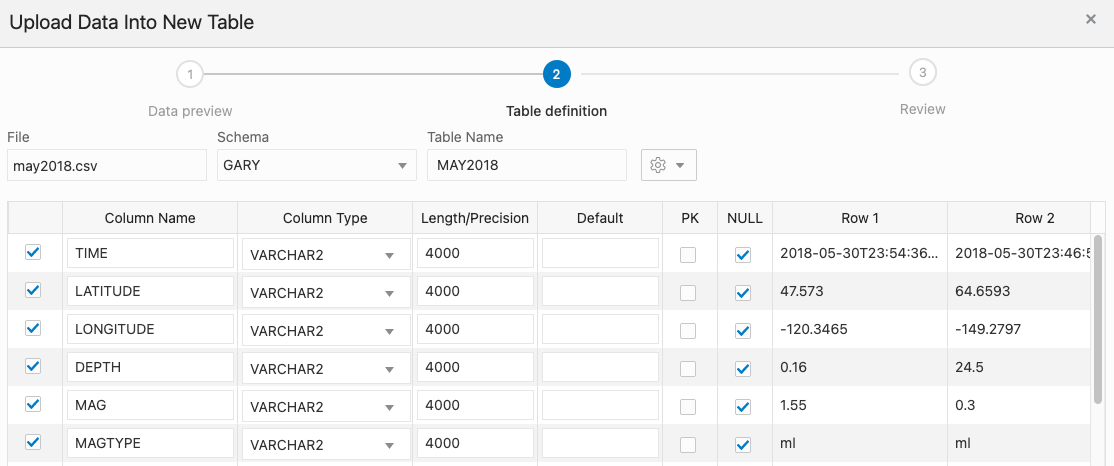 Upload Data Into New Table ×
1 2 3
Data preview Table definition Review
File Schema Table Name
may2018.csv GARY MAY2018
Column Name Column Type Length/Precision Default PK NULL Row 1 Row 2
TIME VARCHAR2 4000 2018-05-30T23:54:36... 2018-05-30T23:46:5
LATITUDE VARCHAR2 4000 47.573 64.6593
LONGITUDE VARCHAR2 4000 -120.3465 -149.2797
DEPTH VARCHAR2 4000 0.16 24.5
MAG VARCHAR2 4000 1.55 0.3
MAGTYPE VARCHAR2 4000 ml ml